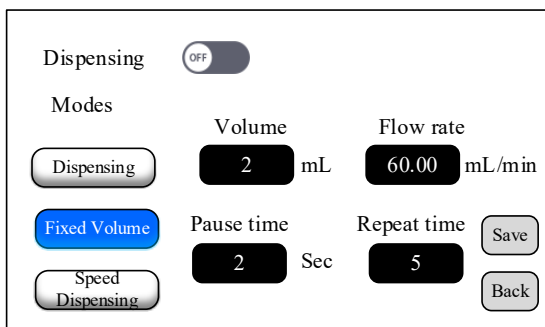 Dispensing OFF
Modes
Volume Flow rate
Dispensing 2 mL 60.00 mL/min
Fixed Volume Pause time Repeat time Save
2 Sec 5
Speed
Dispensing Back